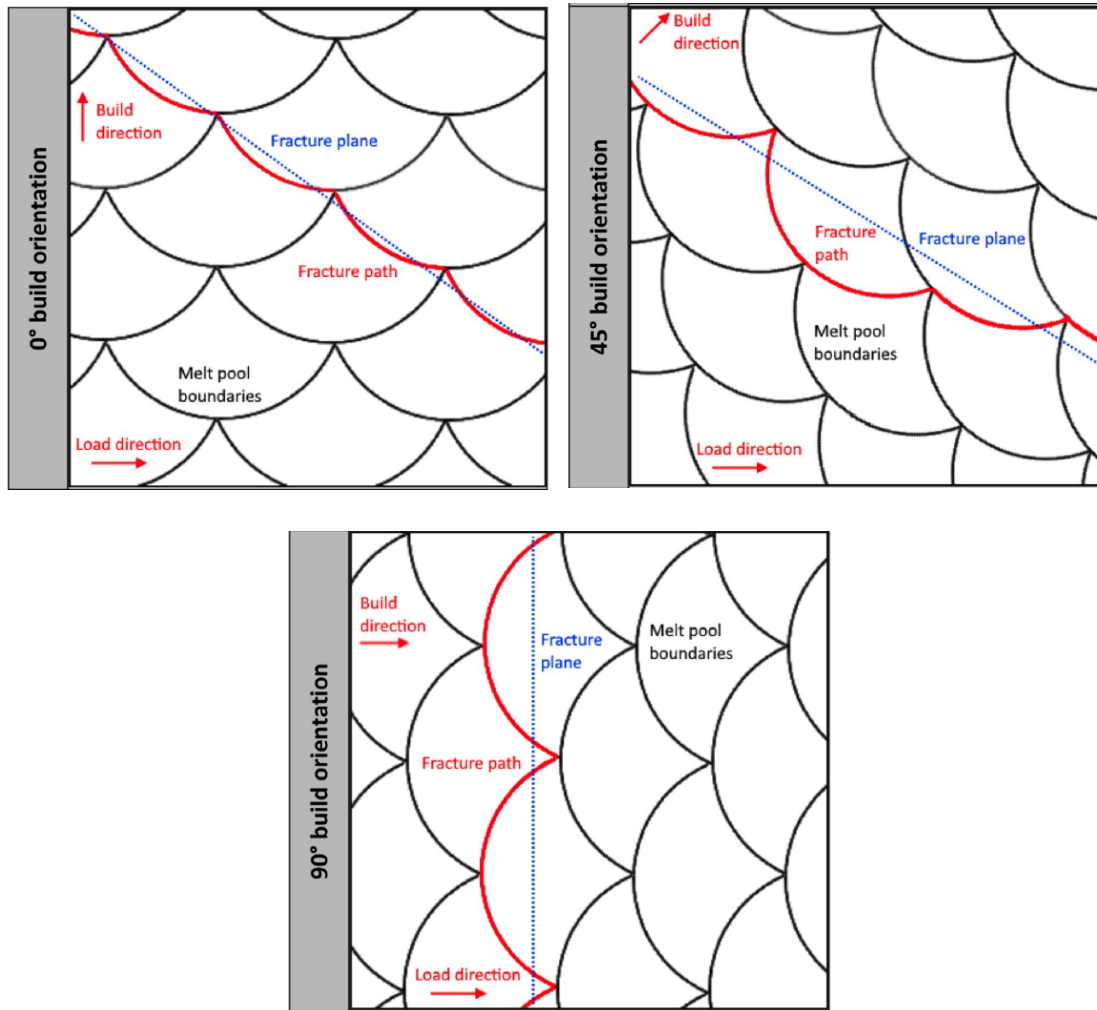 0° build orientation
Build
direction
Fracture plane
Fracture path
Melt pool
boundaries
Load direction
45° build orientation
Build
direction
Fracture
path
Fracture plane
Melt pool
boundaries
Load direction
90° build orientation
Build
direction
Fracture
plane
Melt pool
boundaries
Fracture path
Load direction